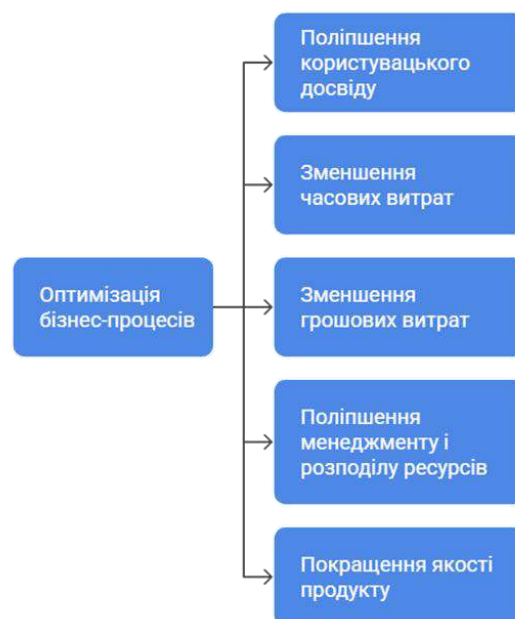 Поліпшення
користувацького
досвіду
Зменшення
часових витрат
Оптимізація
бізнес-процесів
Зменшення
грошових витрат
Поліпшення
менеджменту і
розподілу ресурсів
Покращення якості
продукту